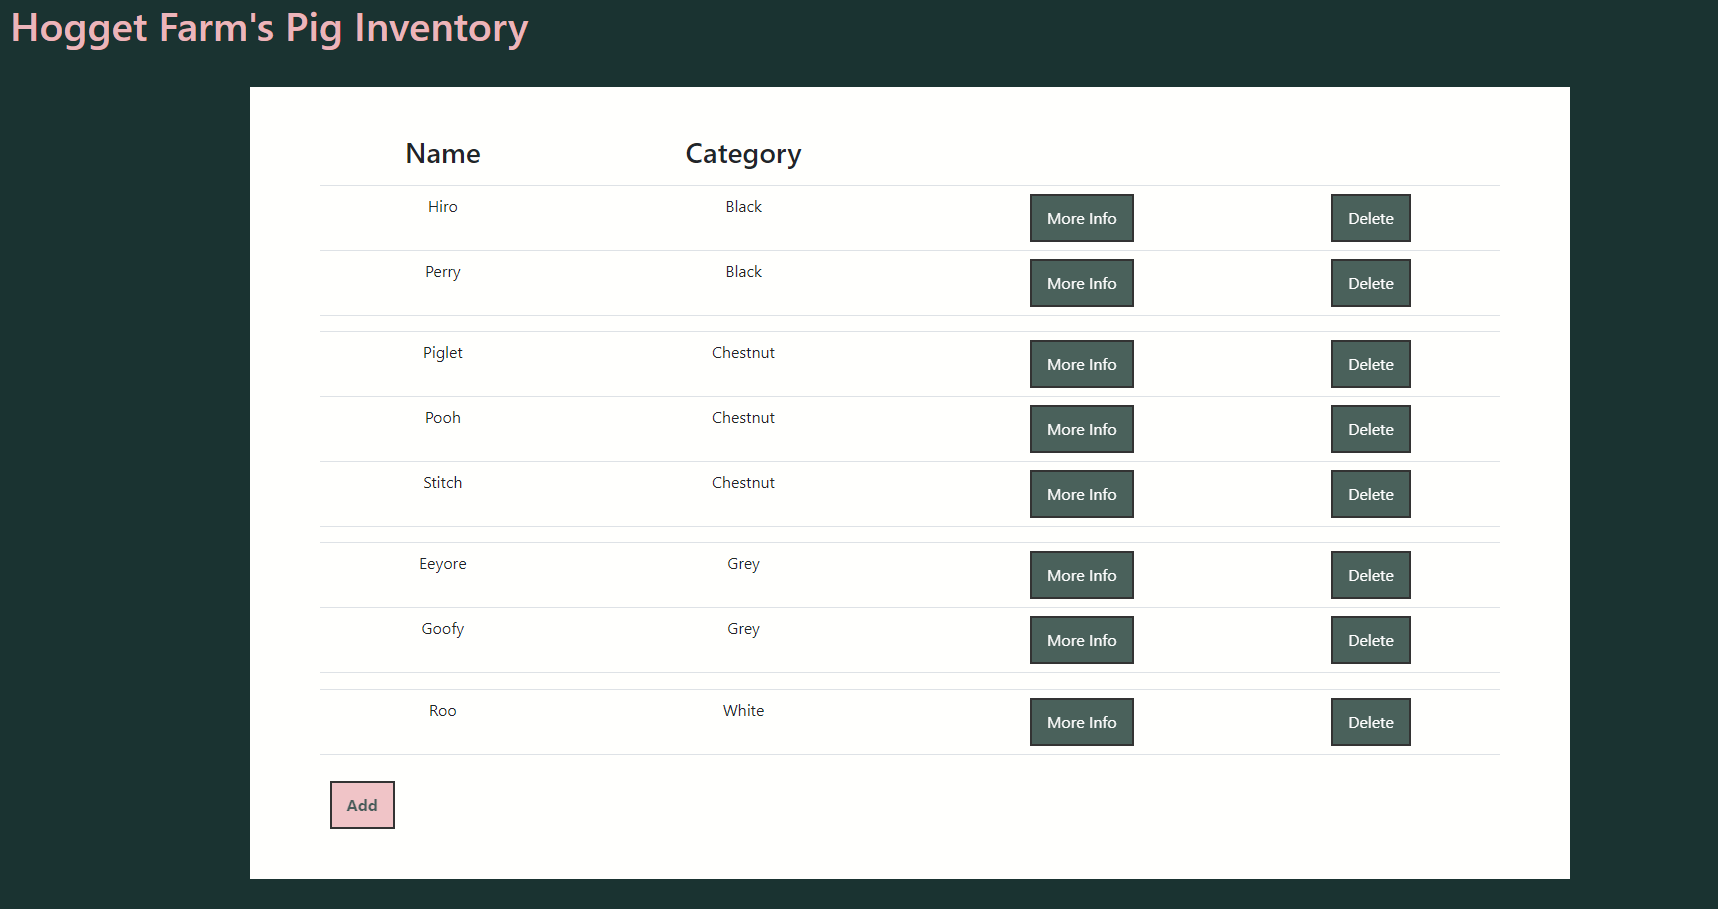 Hogget Farm's Pig Inventory
Name Category
Hiro Black More Info Delete
Perry Black More Info Delete
Piglet Chestnut More Info Delete
Pooh Chestnut More Info Delete
Stitch Chestnut More Info Delete
Eeyore Grey More Info Delete
Goofy Grey More Info Delete
Roo White More Info Delete
Add